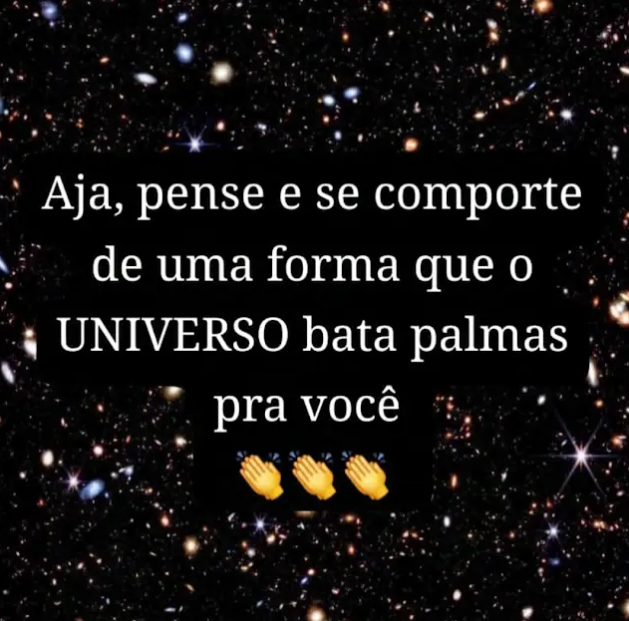 Aja, pense e se comporte
de uma forma que o
UNIVERSO bata palmas
pra você
👏👏👏